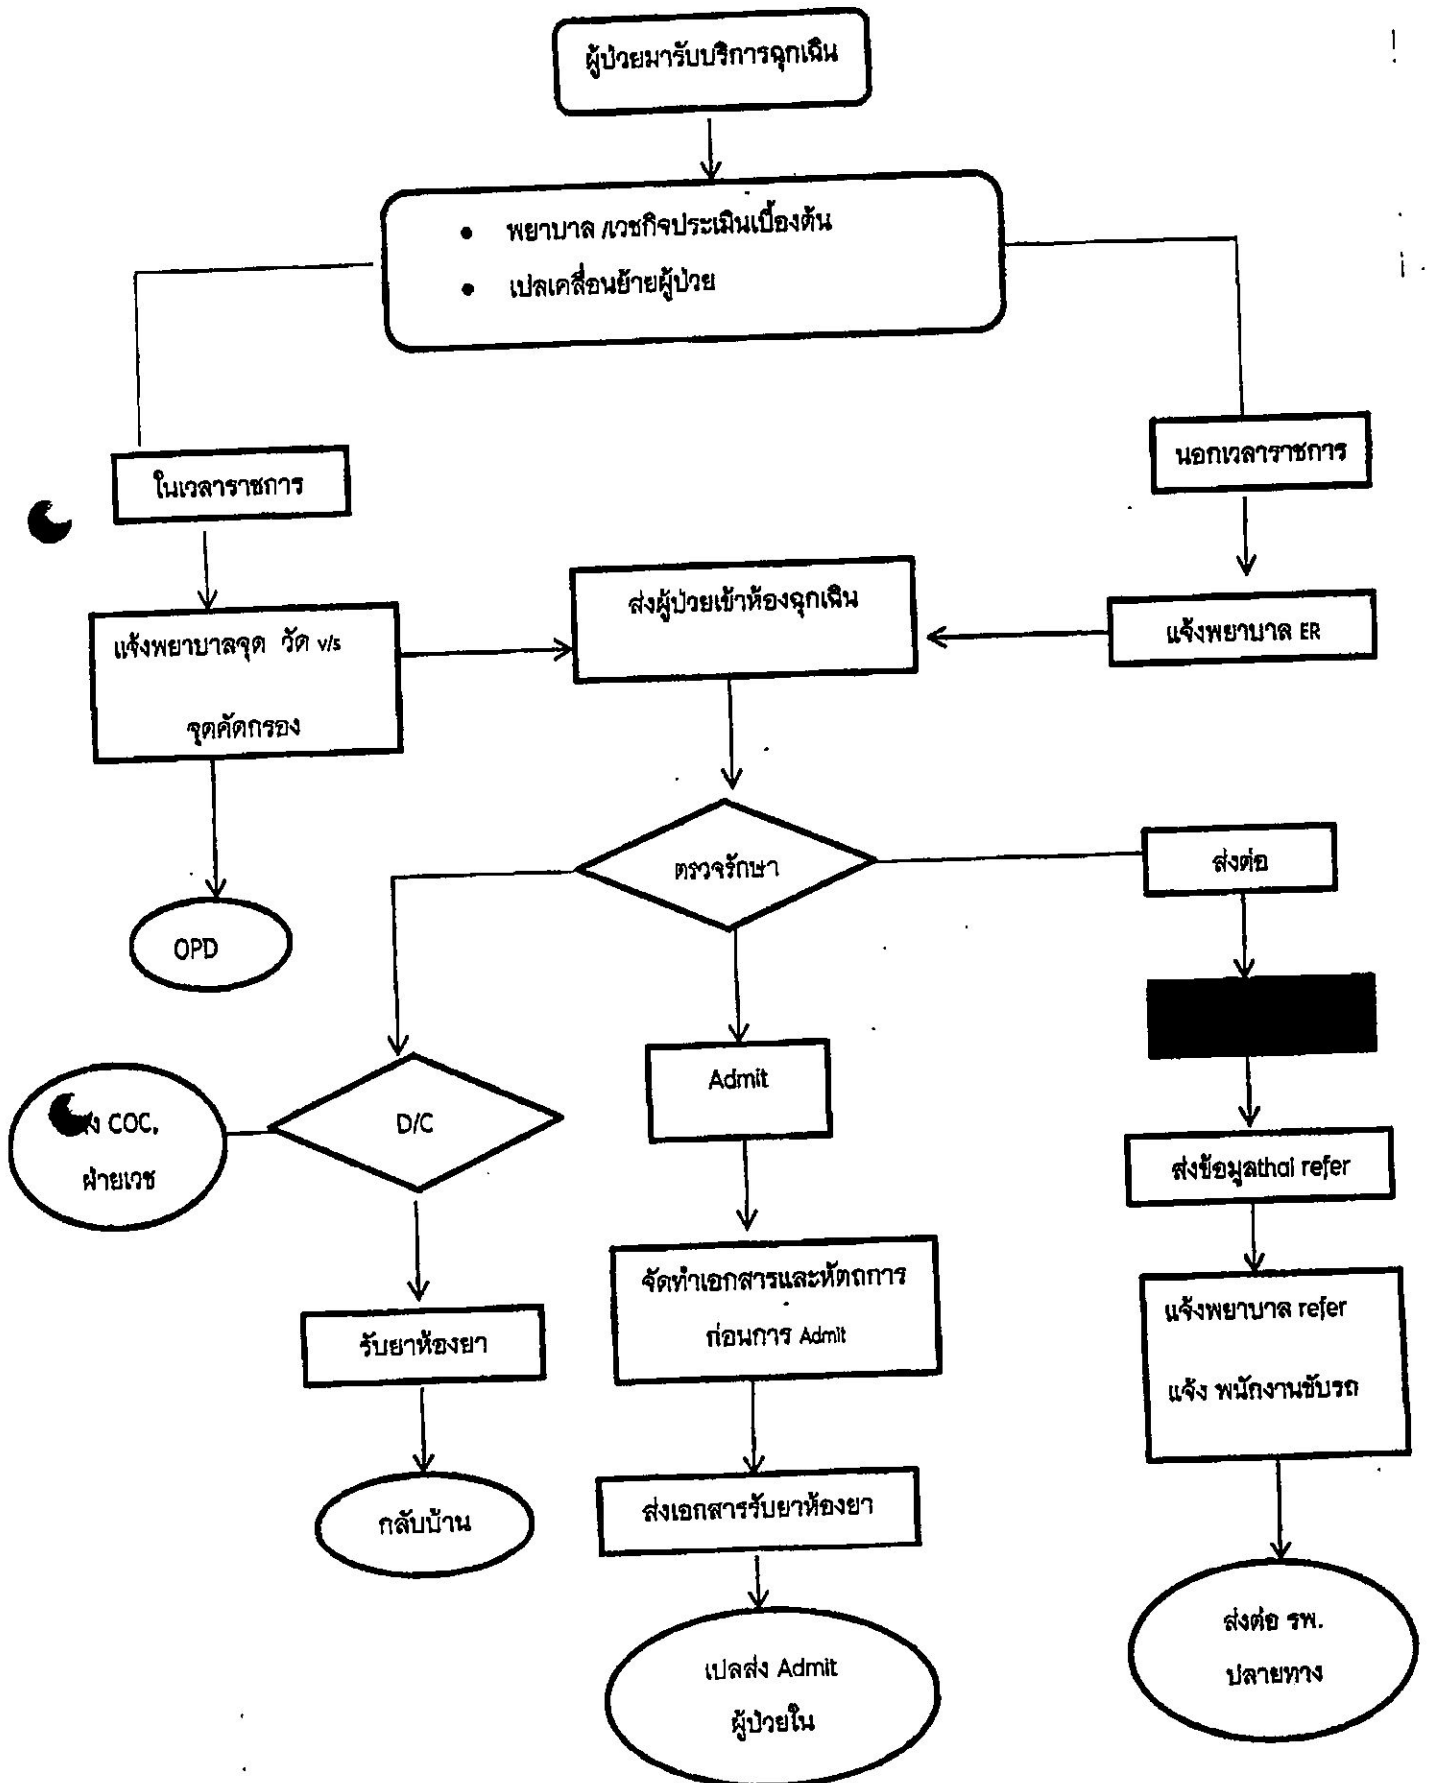 ผู้ป่วยมารับบริการฉุกเฉิน
• พยาบาล /เวชกิจประเมินเบื้องต้น
• เปลเคลื่อนย้ายผู้ป่วย
ในเวลาราชการ
นอกเวลาราชการ
แจ้งพยาบาลจุด วัด v/s
จุดคัดกรอง
ส่งผู้ป่วยเข้าห้องฉุกเฉิน
แจ้งพยาบาล ER
OPD
ตรวจรักษา
ส่งต่อ
COC,
ฝ่ายเวช
D/C
Admit
ส่งข้อมูลthai refer
รับยาห้องยา
จัดทำเอกสารและหัตถการ
ก่อนการ Admit
แจ้งพยาบาล refer
แจ้ง พนักงานขับรถ
กลับบ้าน
ส่งเอกสารรับยาห้องยา
เปลส่ง Admit
ผู้ป่วยใน
ส่งต่อ รพ.
ปลายทาง